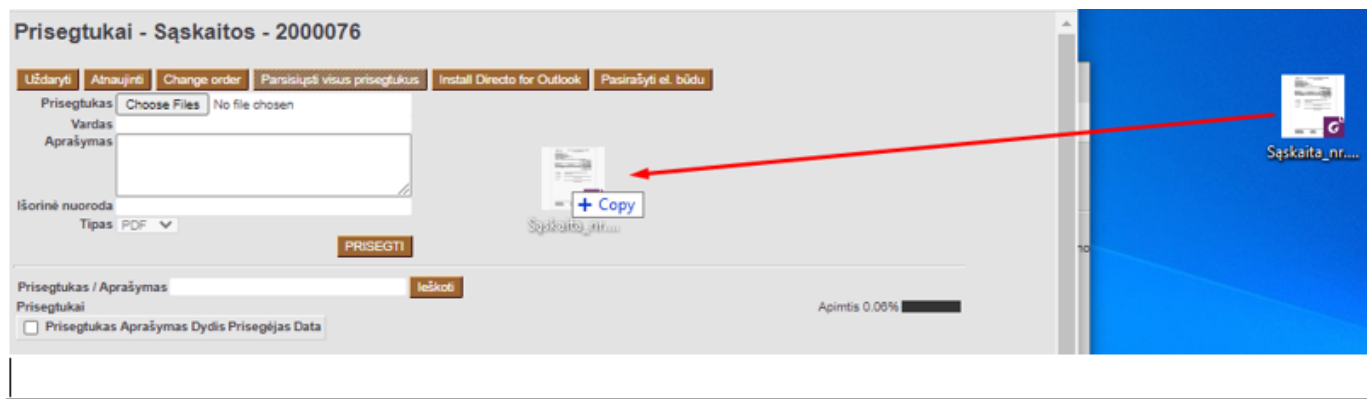 Prisegtukai - Sąskaitos - 2000076
Uždaryti Atnaujinti Change order Parsisiųsti visus prisegtukus Install Directo for Outlook Pasirašyti el. būdu
Prisegtukas Choose Files No file chosen
Vardas
Aprašymas
Išorinė nuoroda
Tipas PDF
PRISEGTI
Prisegtukas / Aprašymas Ieškoti
Prisegtukai
Apimtis 0.06%
Prisegtukas Aprašymas Dydis Prisegėjas Data
+ Copy
Sąskaita_nr....
Sąskaita_nr....